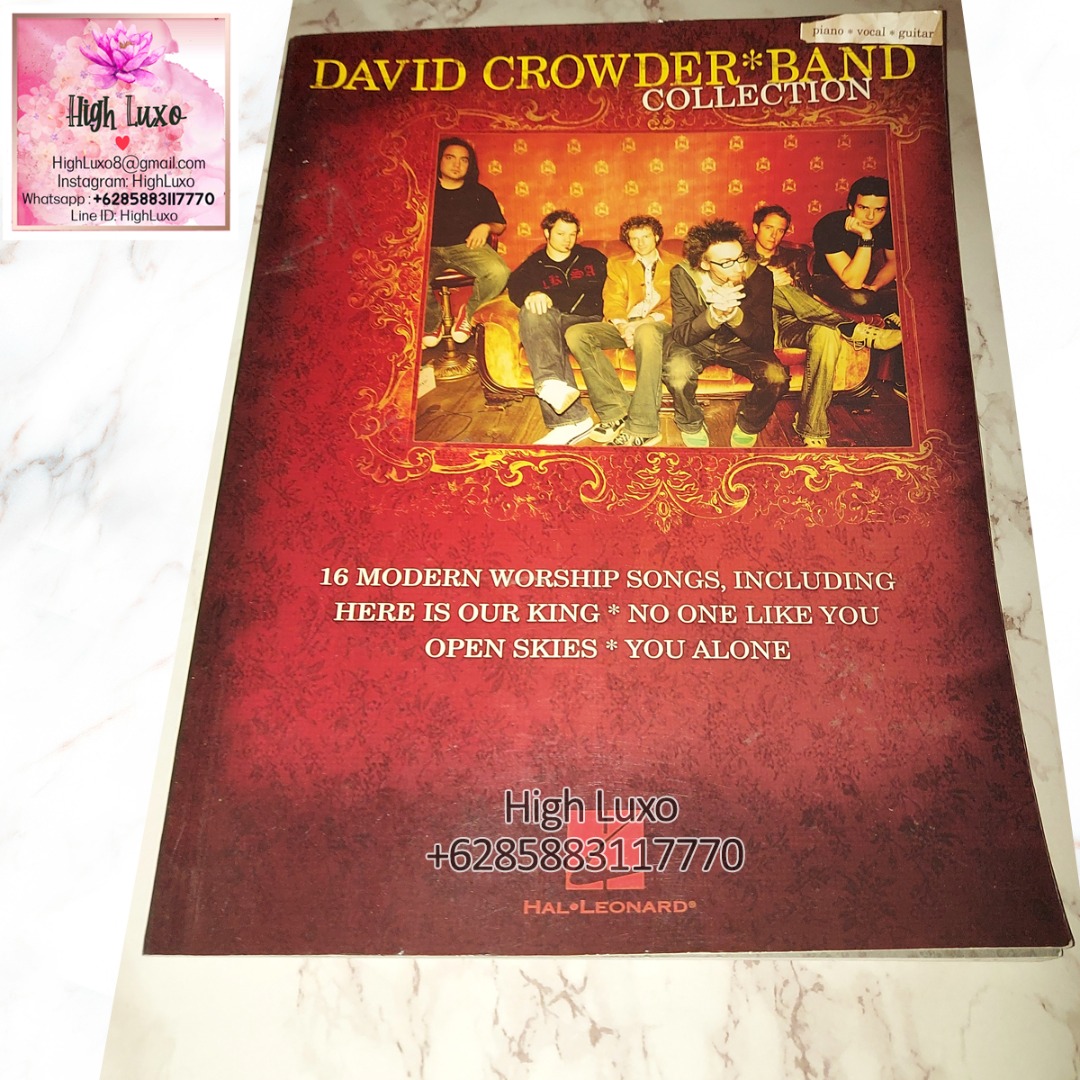 High Luxo
HighLuxo8@gmail.com
Instagram: HighLuxo
Whatsapp : +6285883117770
Line ID: HighLuxo
piano • vocal • guitar
DAVID CROWDER*BAND
COLLECTION
16 MODERN WORSHIP SONGS, INCLUDING
HERE IS OUR KING * NO ONE LIKE YOU
OPEN SKIES * YOU ALONE
High Luxo
+6285883117770
HAL•LEONARD®